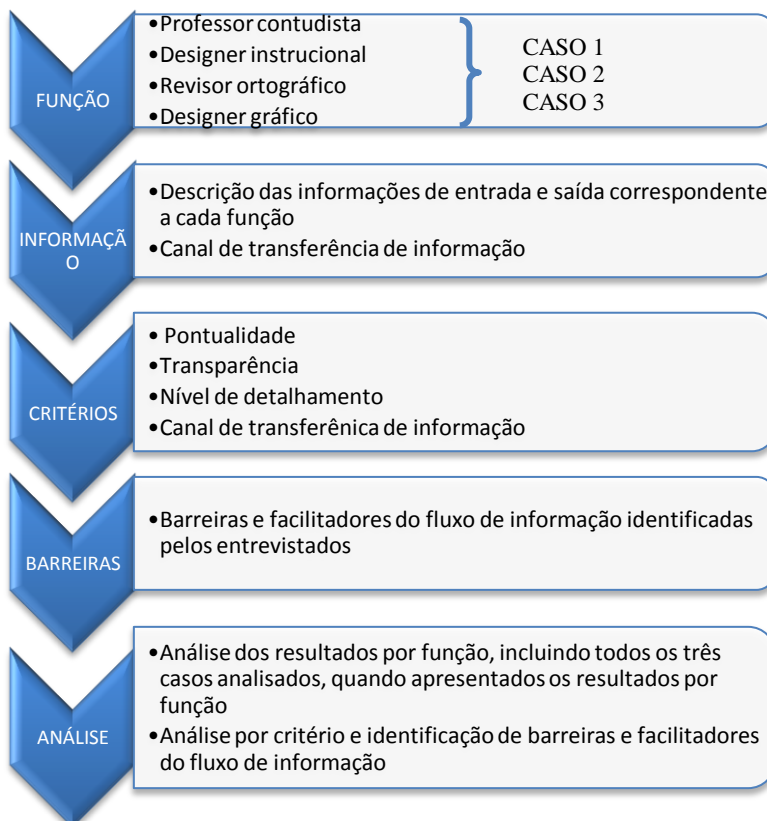 FUNÇÃO
•Professor contudista
•Designer instrucional
•Revisor ortográfico
•Designer gráfico
CASO 1
CASO 2
CASO 3
INFORMAÇÃ
O
•Descrição das informações de entrada e saída correspondente
a cada função
•Canal de transferência de informação
CRITÉRIOS
• Pontualidade
•Transparência
•Nível de detalhamento
•Canal de transferênica de informação
BARREIRAS
•Barreiras e facilitadores do fluxo de informação identificadas
pelos entrevistados
ANÁLISE
•Análise dos resultados por função, incluindo todos os três
casos analisados, quando apresentados os resultados por
função
•Análise por critério e identificação de barreiras e facilitadores
do fluxo de informação